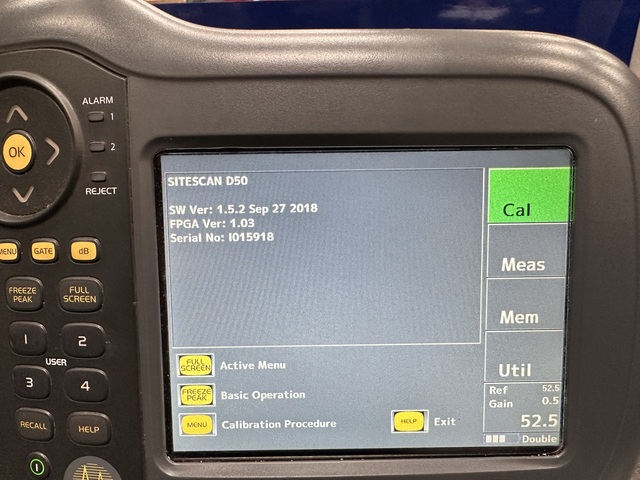 ALARM
1
2
REJECT
OK
MENU
GATE
dB
FREEZE
PEAK
FULL
SCREEN
1
2
USER
3
4
RECALL
HELP
SITESCAN D50
SW Ver: 1.5.2 Sep 27 2018
FPGA Ver: 1.03
Serial No: I015918
FULL
SCREEN
Active Menu
FREEZE
PEAK
Basic Operation
MENU
Calibration Procedure
HELP
Exit
Cal
Meas
Mem
Util
Ref 52.5
Gain 0.5
52.5
Double